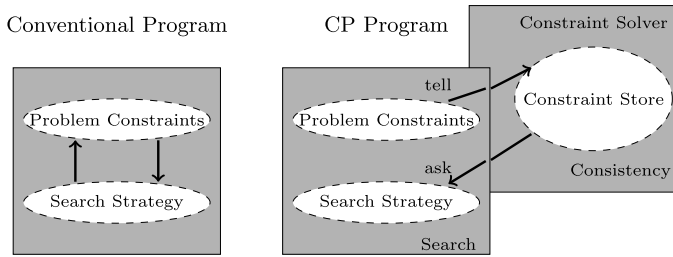 Conventional Program
Problem Constraints
Search Strategy
CP Program
tell
Problem Constraints
ask
Search Strategy
Search
Constraint Solver
Constraint Store
Consistency